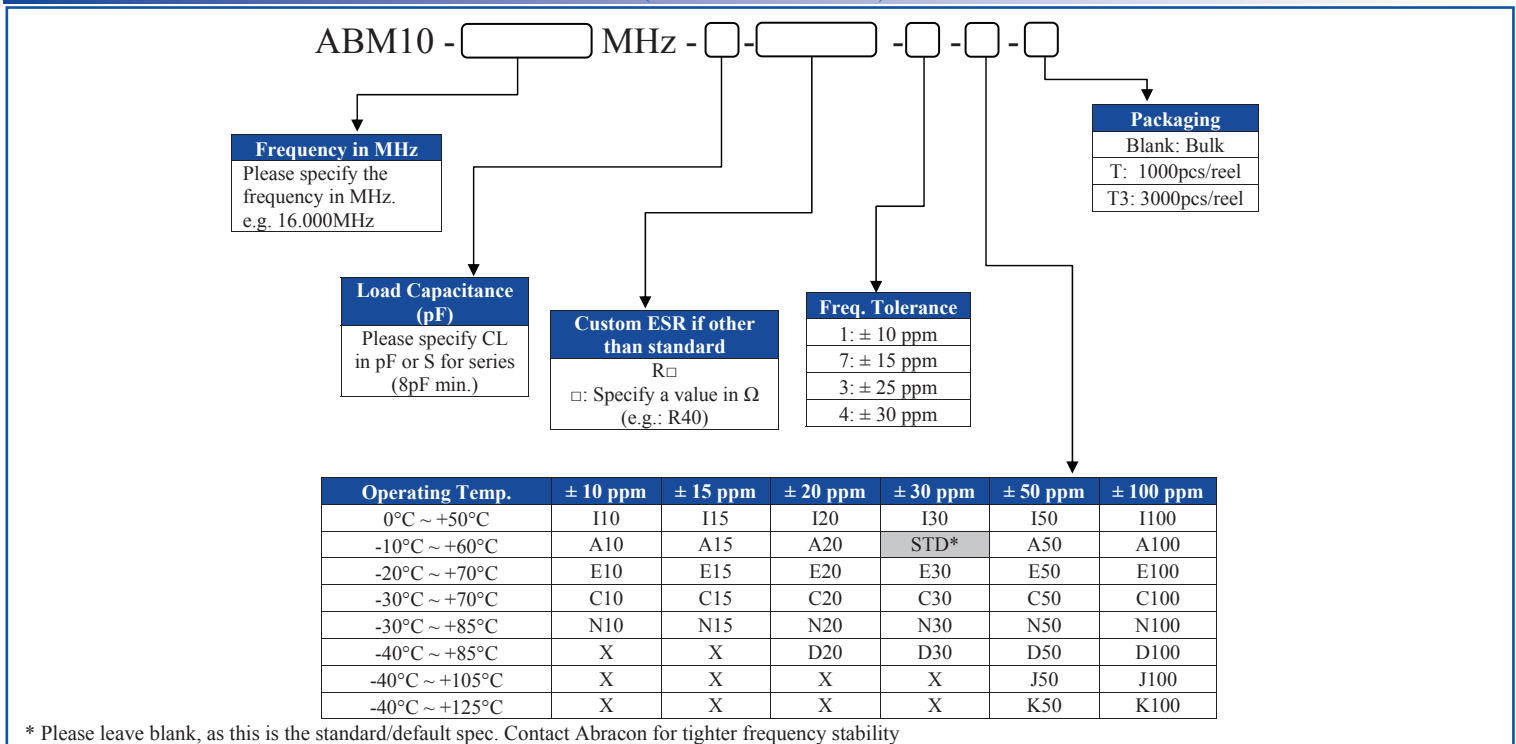 ABM10 - MHz - - - - -
Frequency in MHz
Please specify the
frequency in MHz.
e.g. 16.000MHz
Load Capacitance
(pF)
Please specify CL
in pF or S for series
(8pF min.)
Custom ESR if other
than standard
R□
□: Specify a value in Ω
(e.g.: R40)
Freq. Tolerance
1: ± 10 ppm
7: ± 15 ppm
3: ± 25 ppm
4: ± 30 ppm
Packaging
Blank: Bulk
T: 1000pcs/reel
T3: 3000pcs/reel
Operating Temp. ± 10 ppm ± 15 ppm ± 20 ppm ± 30 ppm ± 50 ppm ± 100 ppm
0°C ~ +50°C I10 I15 I20 I30 I50 I100
-10°C ~ +60°C A10 A15 A20 STD* A50 A100
-20°C ~ +70°C E10 E15 E20 E30 E50 E100
-30°C ~ +70°C C10 C15 C20 C30 C50 C100
-30°C ~ +85°C N10 N15 N20 N30 N50 N100
-40°C ~ +85°C X X D20 D30 D50 D100
-40°C ~ +105°C X X X X J50 J100
-40°C ~ +125°C X X X X K50 K100
* Please leave blank, as this is the standard/default spec. Contact Abracon for tighter frequency stability